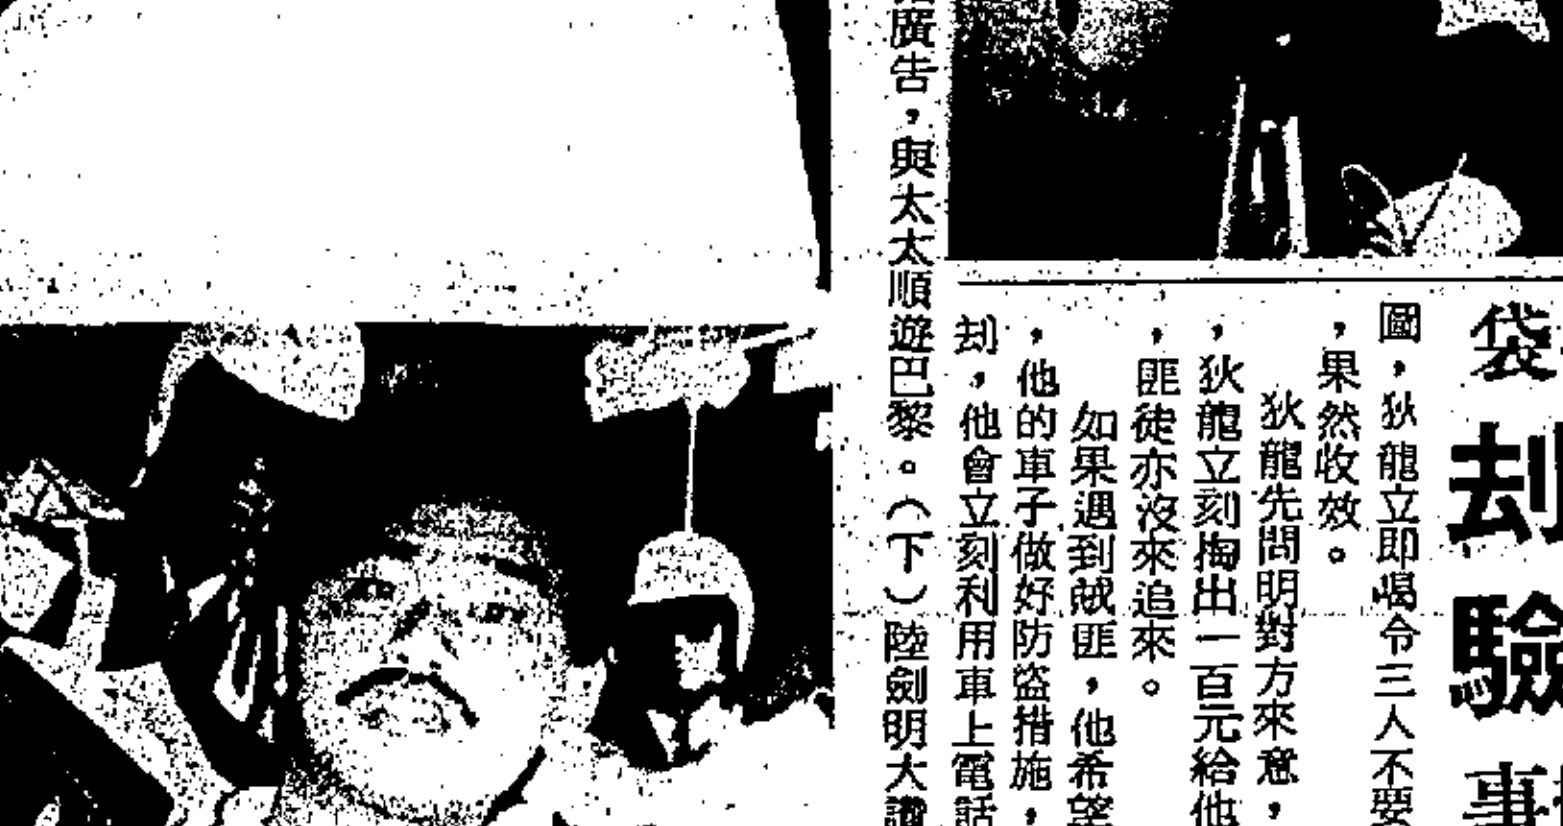 袋刦驗事
圖，狄龍立即喝令三人不要
，果然收效。
狄龍先問明對方來意，
，狄龍立刻掏出一百元給他
，匪徒亦沒來追來。
如果遇到賊匪，他希望
，他的車子做好防盜措施，
刦，他會立刻利用車上電話
廣告，與太太順遊巴黎。（下）陸劍明大讚